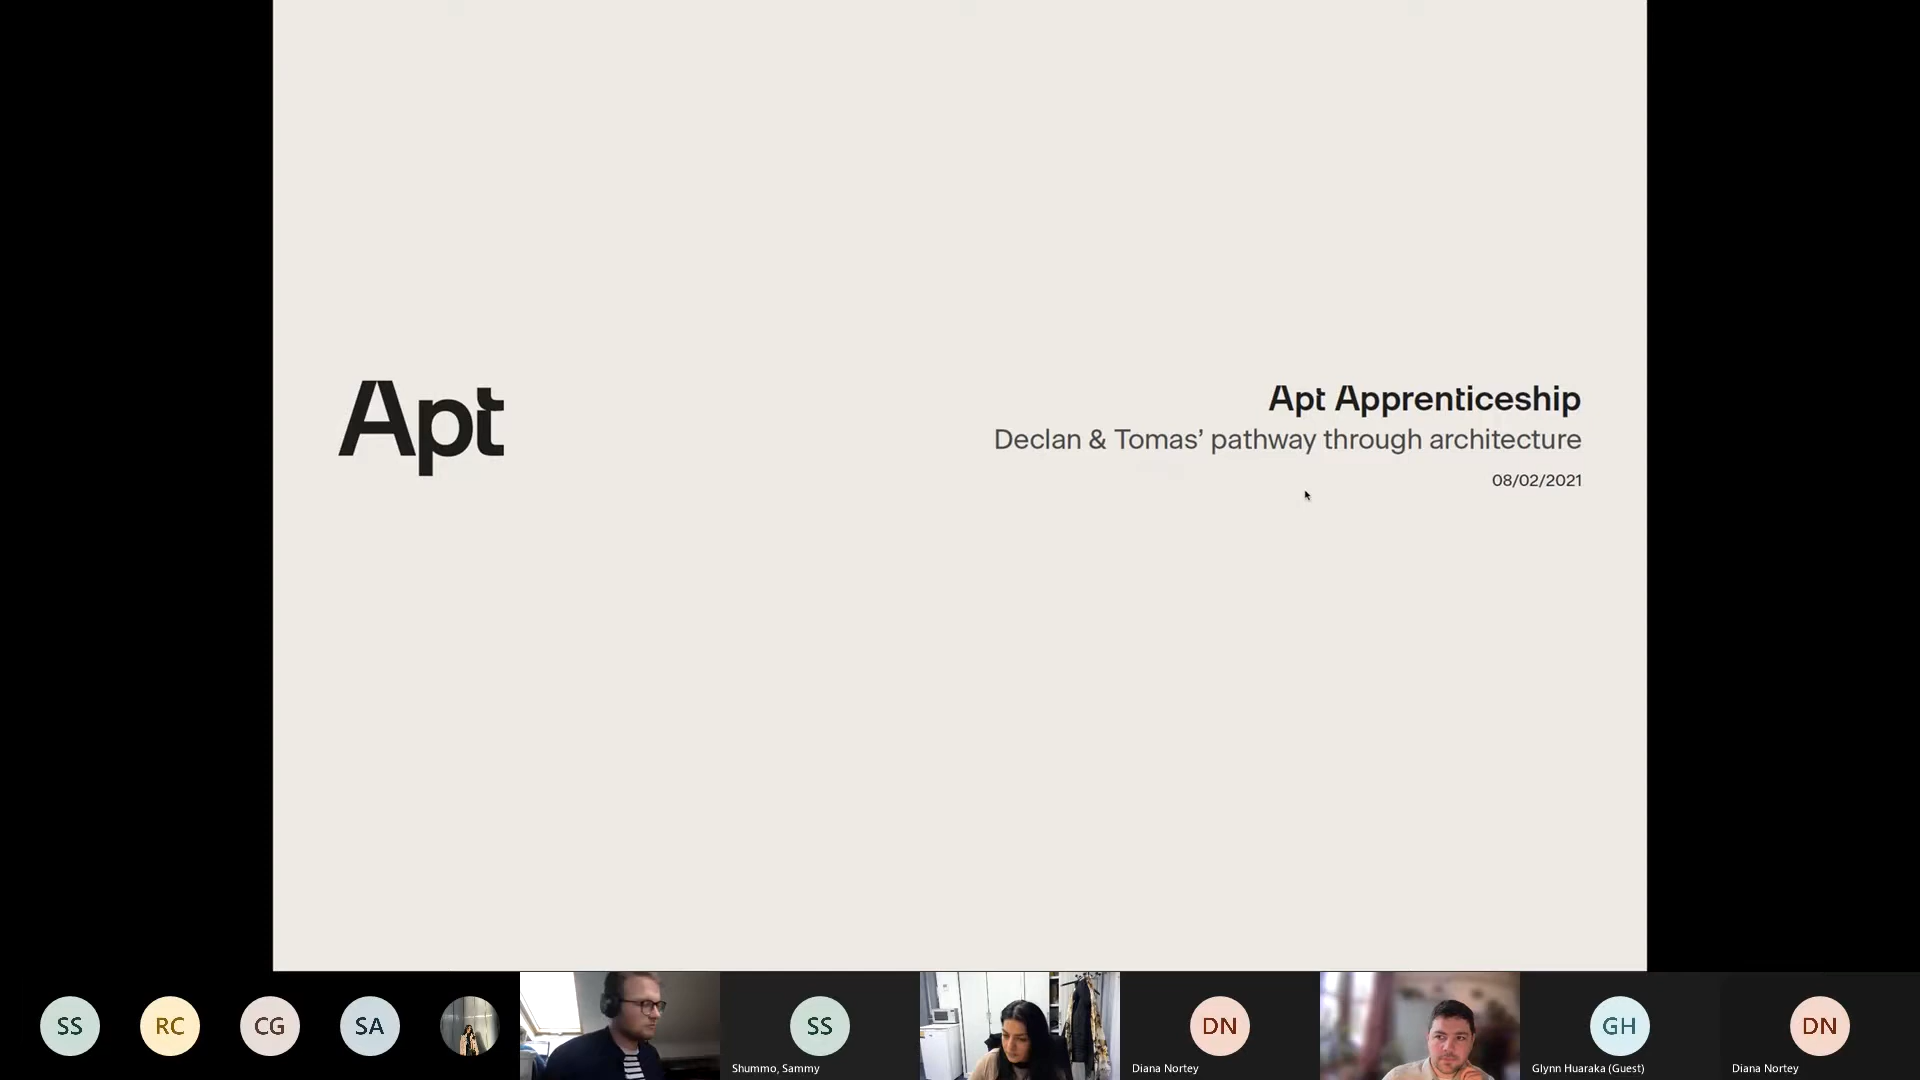 Apt
Apt Apprenticeship
Declan & Tomas’ pathway through architecture
08/02/2021
SS
RC
CG
SA
SS
Shummo, Sammy
DN
Diana Nortey
GH
Glynn Huaraka (Guest)
DN
Diana Nortey